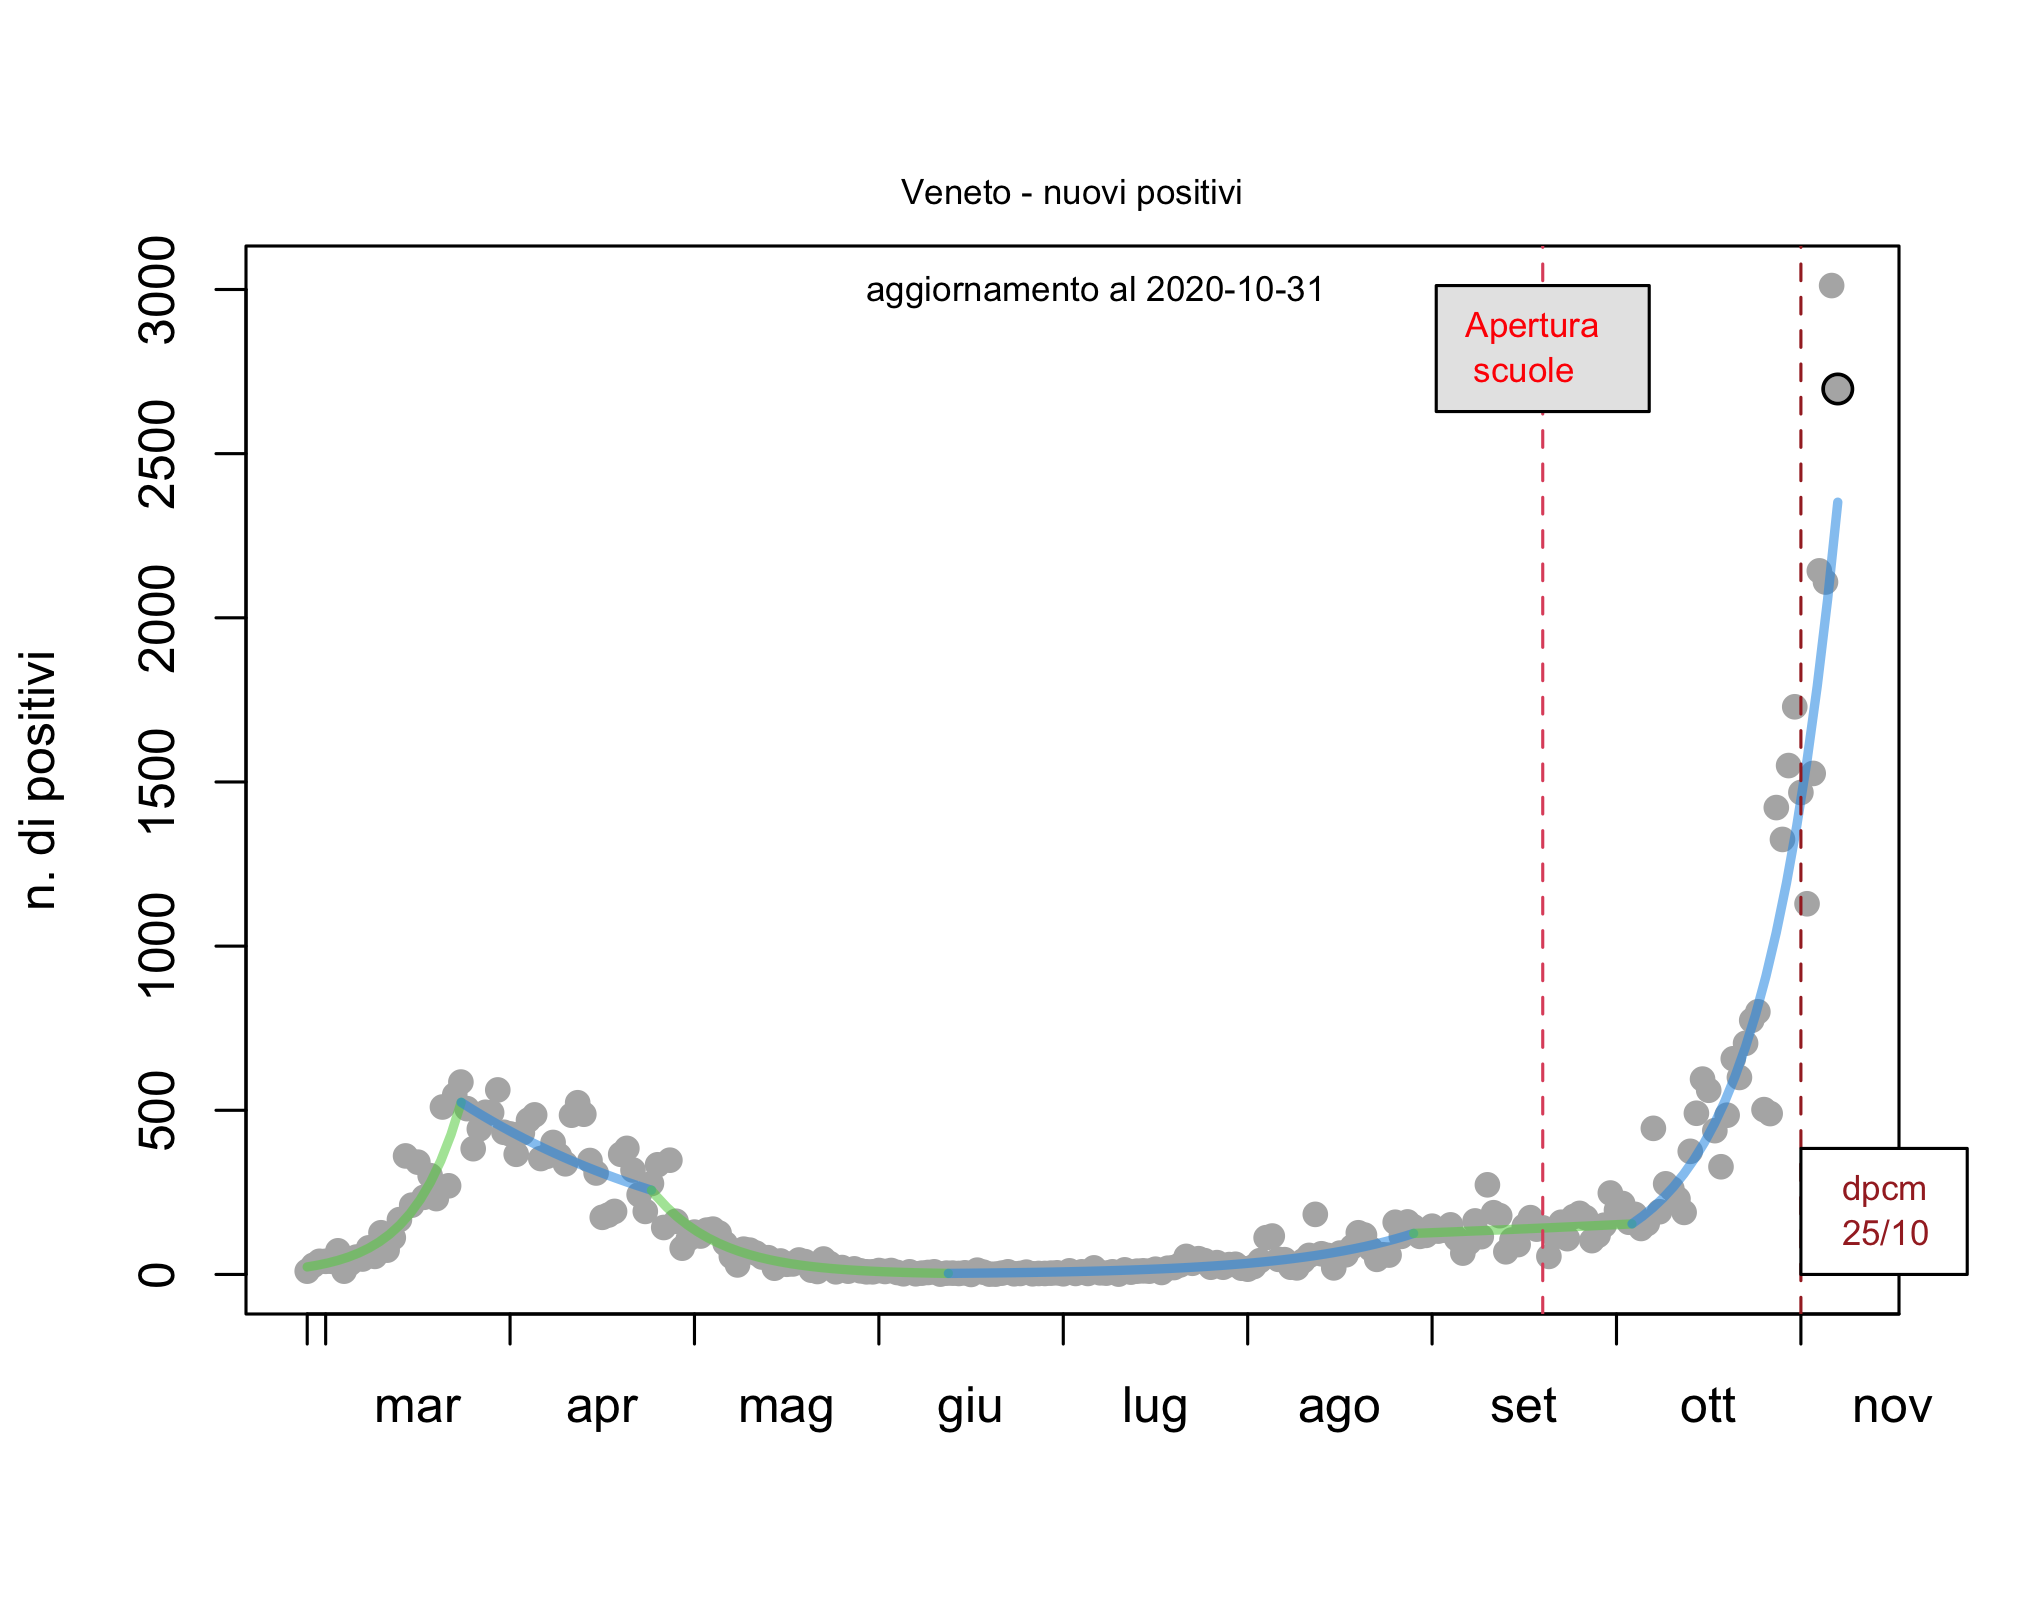 Veneto - nuovi positivi
aggiornamento al 2020-10-31
Apertura
scuole
n. di positivi
3000
2500
2000
1500
1000
500
0
dpcm
25/10
mar apr mag giu lug ago set ott nov